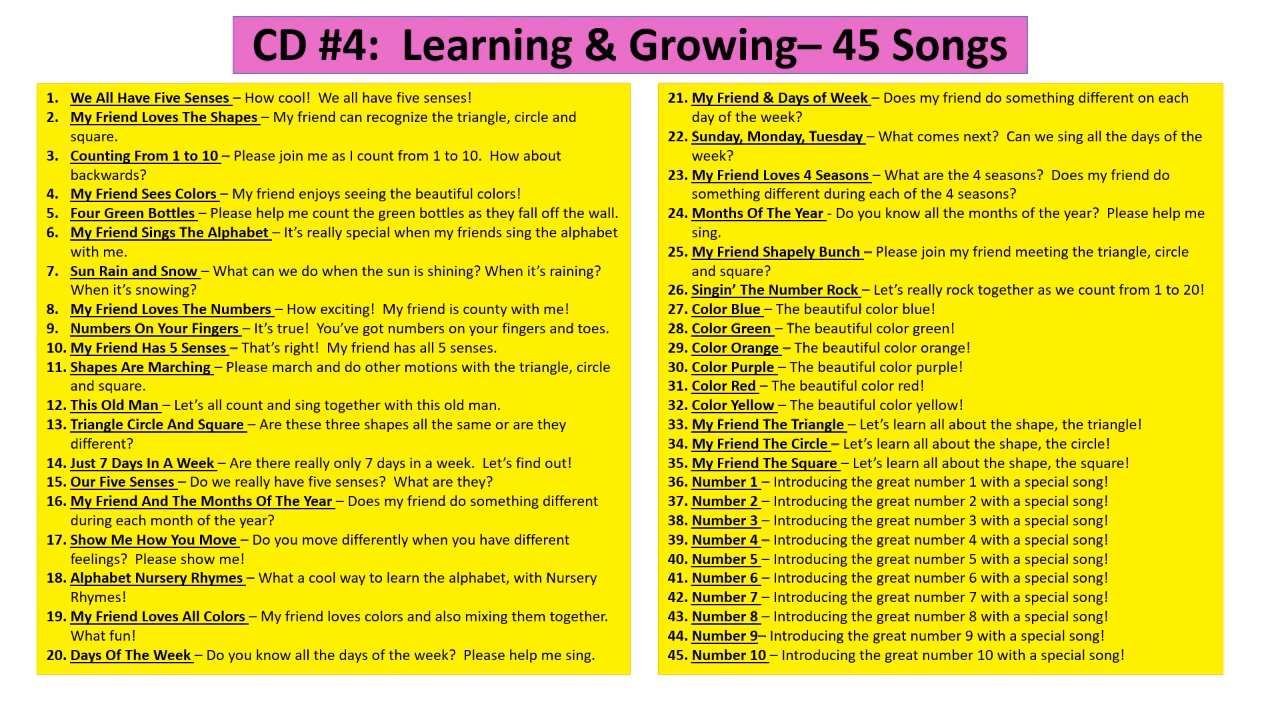 CD #4:  Learning & Growing– 45 Songs
1. We All Have Five Senses – How cool!  We all have five senses!
2. My Friend Loves The Shapes – My friend can recognize the triangle, circle and
square.
3. Counting From 1 to 10 – Please join me as I count from 1 to 10.  How about
backwards?
4. My Friend Sees Colors – My friend enjoys seeing the beautiful colors!
5. Four Green Bottles – Please help me count the green bottles as they fall off the wall.
6. My Friend Sings The Alphabet – It's really special when my friends sing the alphabet
with me.
7. Sun Rain and Snow – What can we do when the sun is shining? When it's raining?
When it's snowing?
8. My Friend Loves The Numbers – How exciting!  My friend is county with me!
9. Numbers On Your Fingers – It's true!  You've got numbers on your fingers and toes.
10. My Friend Has 5 Senses – That's right!  My friend has all 5 senses.
11. Shapes Are Marching – Please march and do other motions with the triangle, circle
and square.
12. This Old Man – Let's all count and sing together with this old man.
13. Triangle Circle And Square – Are these three shapes all the same or are they
different?
14. Just 7 Days In A Week – Are there really only 7 days in a week.  Let's find out!
15. Our Five Senses – Do we really have five senses?  What are they?
16. My Friend And The Months Of The Year – Does my friend do something different
during each month of the year?
17. Show Me How You Move – Do you move differently when you have different
feelings?  Please show me!
18. Alphabet Nursery Rhymes – What a cool way to learn the alphabet, with Nursery
Rhymes!
19. My Friend Loves All Colors – My friend loves colors and also mixing them together.
What fun!
20. Days Of The Week – Do you know all the days of the week?  Please help me sing.
21. My Friend & Days of Week – Does my friend do something different on each
day of the week?
22. Sunday, Monday, Tuesday – What comes next?  Can we sing all the days of the
week?
23. My Friend Loves 4 Seasons – What are the 4 seasons?  Does my friend do
something different during each of the 4 seasons?
24. Months Of The Year - Do you know all the months of the year?  Please help me
sing.
25. My Friend Shapely Bunch – Please join my friend meeting the triangle, circle
and square?
26. Singin' The Number Rock – Let's really rock together as we count from 1 to 20!
27. Color Blue – The beautiful color blue!
28. Color Green – The beautiful color green!
29. Color Orange – The beautiful color orange!
30. Color Purple – The beautiful color purple!
31. Color Red – The beautiful color red!
32. Color Yellow – The beautiful color yellow!
33. My Friend The Triangle – Let's learn all about the shape, the triangle!
34. My Friend The Circle – Let's learn all about the shape, the circle!
35. My Friend The Square – Let's learn all about the shape, the square!
36. Number 1 – Introducing the great number 1 with a special song!
37. Number 2 – Introducing the great number 2 with a special song!
38. Number 3 – Introducing the great number 3 with a special song!
39. Number 4 – Introducing the great number 4 with a special song!
40. Number 5 – Introducing the great number 5 with a special song!
41. Number 6 – Introducing the great number 6 with a special song!
42. Number 7 – Introducing the great number 7 with a special song!
43. Number 8 – Introducing the great number 8 with a special song!
44. Number 9– Introducing the great number 9 with a special song!
45. Number 10 – Introducing the great number 10 with a special song!